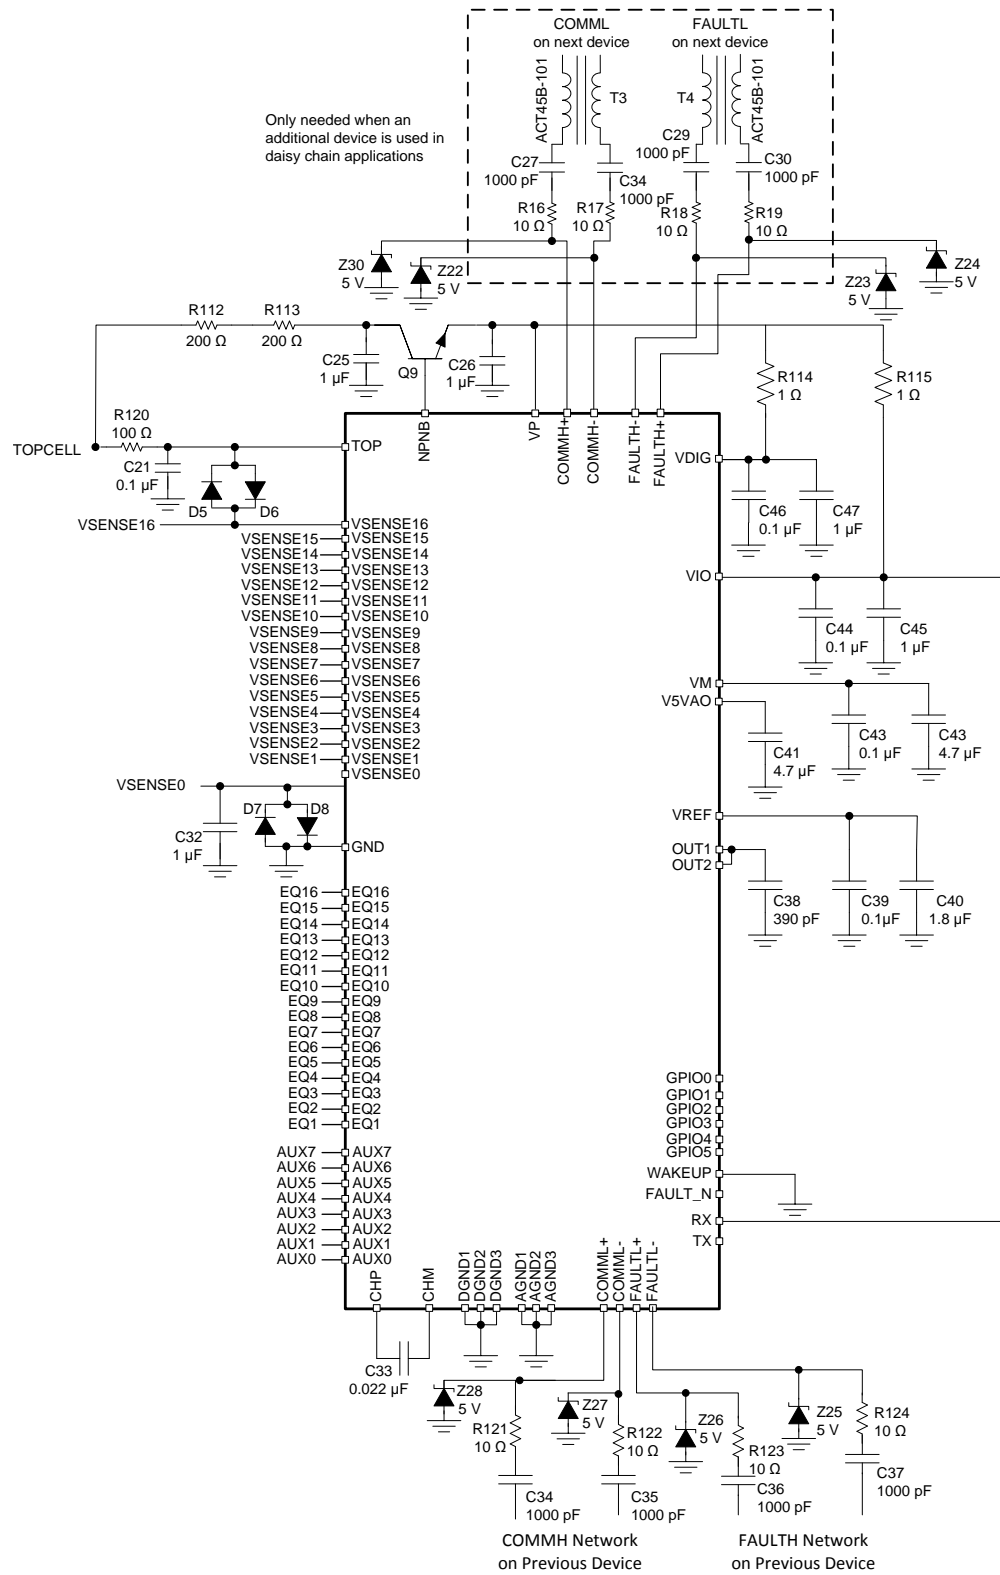 COMML
on next device
FAULTL
on next device
ACT45B-101
T3
T4
ACT45B-101
Only needed when an
additional device is used in
daisy chain applications
C27
1000 pF
C34
1000 pF
C29
1000 pF
C30
1000 pF
R16
10 Ω
R17
10 Ω
R18
10 Ω
R19
10 Ω
Z30
5 V
Z22
5 V
Z23
5 V
Z24
5 V
R112
200 Ω
R113
200 Ω
C25
1 µF
Q9
C26
1 µF
R114
1 Ω
R115
1 Ω
R120
100 Ω
TOPCELL
C21
0.1 µF
D5
D6
TOP
NPNB
VP
COMMH+
COMMH-
FAULTH-
FAULTH+
VDIG
C46
0.1 µF
C47
1 µF
VSENSE16
VSENSE16
VSENSE15
VSENSE15
VSENSE14
VSENSE14
VSENSE13
VSENSE13
VSENSE12
VSENSE12
VSENSE11
VSENSE11
VSENSE10
VSENSE10
VSENSE9
VSENSE9
VSENSE8
VSENSE8
VSENSE7
VSENSE7
VSENSE6
VSENSE6
VSENSE5
VSENSE5
VSENSE4
VSENSE4
VSENSE3
VSENSE3
VSENSE2
VSENSE2
VSENSE1
VSENSE1
VSENSE0
VSENSE0
VIO
C44
0.1 µF
C45
1 µF
VM
V5VAO
C41
4.7 µF
C43
0.1 µF
C43
4.7 µF
D7
D8
C32
1 µF
GND
VREF
OUT1
OUT2
C38
390 pF
C39
0.1µF
C40
1.8 µF
EQ16
EQ16
EQ15
EQ15
EQ14
EQ14
EQ13
EQ13
EQ12
EQ12
EQ11
EQ11
EQ10
EQ10
EQ9
EQ9
EQ8
EQ8
EQ7
EQ7
EQ6
EQ6
EQ5
EQ5
EQ4
EQ4
EQ3
EQ3
EQ2
EQ2
EQ1
EQ1
AUX7
AUX7
AUX6
AUX6
AUX5
AUX5
AUX4
AUX4
AUX3
AUX3
AUX2
AUX2
AUX1
AUX1
AUX0
AUX0
GPIO0
GPIO1
GPIO2
GPIO3
GPIO4
GPIO5
WAKEUP
FAULT_N
RX
TX
CHP
CHM
DGND1
DGND2
DGND3
AGND1
AGND2
AGND3
COMML+
COMML-
FAULTL+
FAULTL-
C33
0.022 µF
Z28
5 V
R121
10 Ω
Z27
5 V
R122
10 Ω
Z26
5 V
R123
10 Ω
Z25
5 V
R124
10 Ω
C34
1000 pF
C35
1000 pF
C36
1000 pF
C37
1000 pF
COMMH Network
on Previous Device
FAULTH Network
on Previous Device